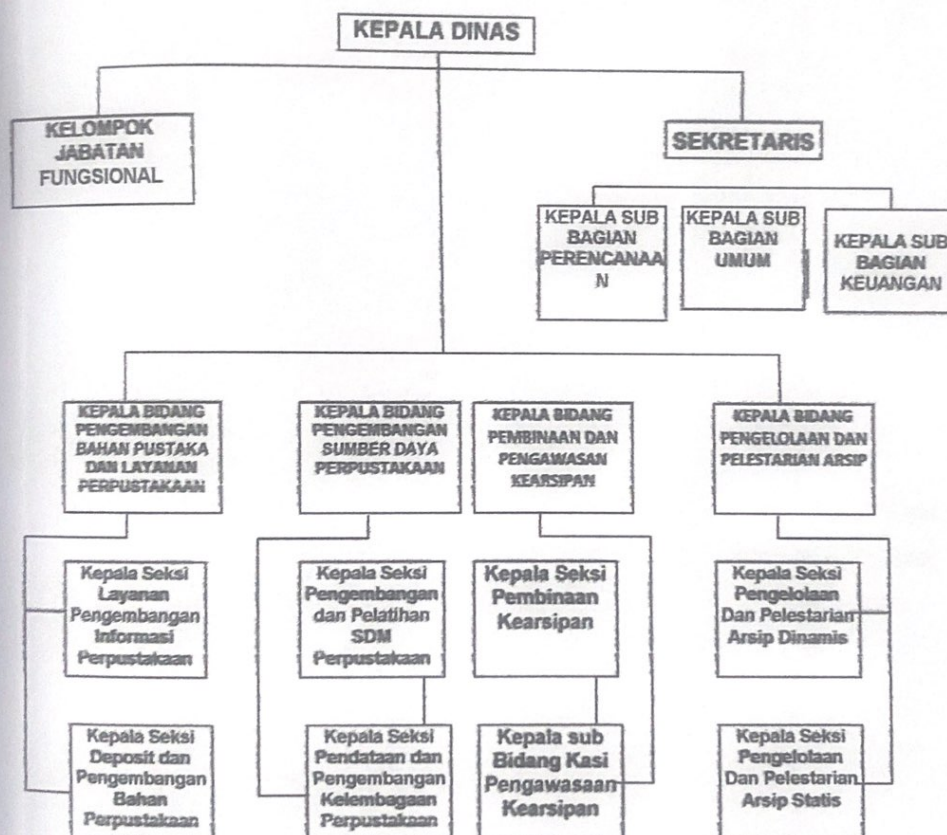 KEPALA DINAS
KELOMPOK
JABATAN
FUNGSIONAL
SEKRETARIS
KEPALA SUB
BAGIAN
PERENCANAA
N
KEPALA SUB
BAGIAN
UMUM
KEPALA SUB
BAGIAN
KEUANGAN
KEPALA BIDANG
PENGEMBANGAN
BAHAN PUSTAKA
DAN LAYANAN
PERPUSTAKAAN
KEPALA BIDANG
PENGEMBANGAN
SUMBER DAYA
PERPUSTAKAAN
KEPALA BIDANG
PEMBINAAN DAN
PENGAWASAN
KEARSIPAN
KEPALA BIDANG
PENGELOLAAN DAN
PELESTARIAN ARSIP
Kepala Seksi
Layanan
Pengembangan
Informasi
Perpustakaan
Kepala Seksi
Pengembangan
dan Pelatihan
SDM
Perpustakaan
Kepala Seksi
Pembinaan
Kearsipan
Kepala Seksi
Pengelolaan
Dan Pelestarian
Arsip Dinamis
Kepala Seksi
Deposit dan
Pengembangan
Bahan
Perpustakaan
Kepala Seksi
Pendataan dan
Pengembangan
Kelembagaan
Perpustakaan
Kepala sub
Bidang Kasi
Pengawasaan
Kearsipan
Kepala Seksi
Pengelolaan
Dan Pelestarian
Arsip Statis